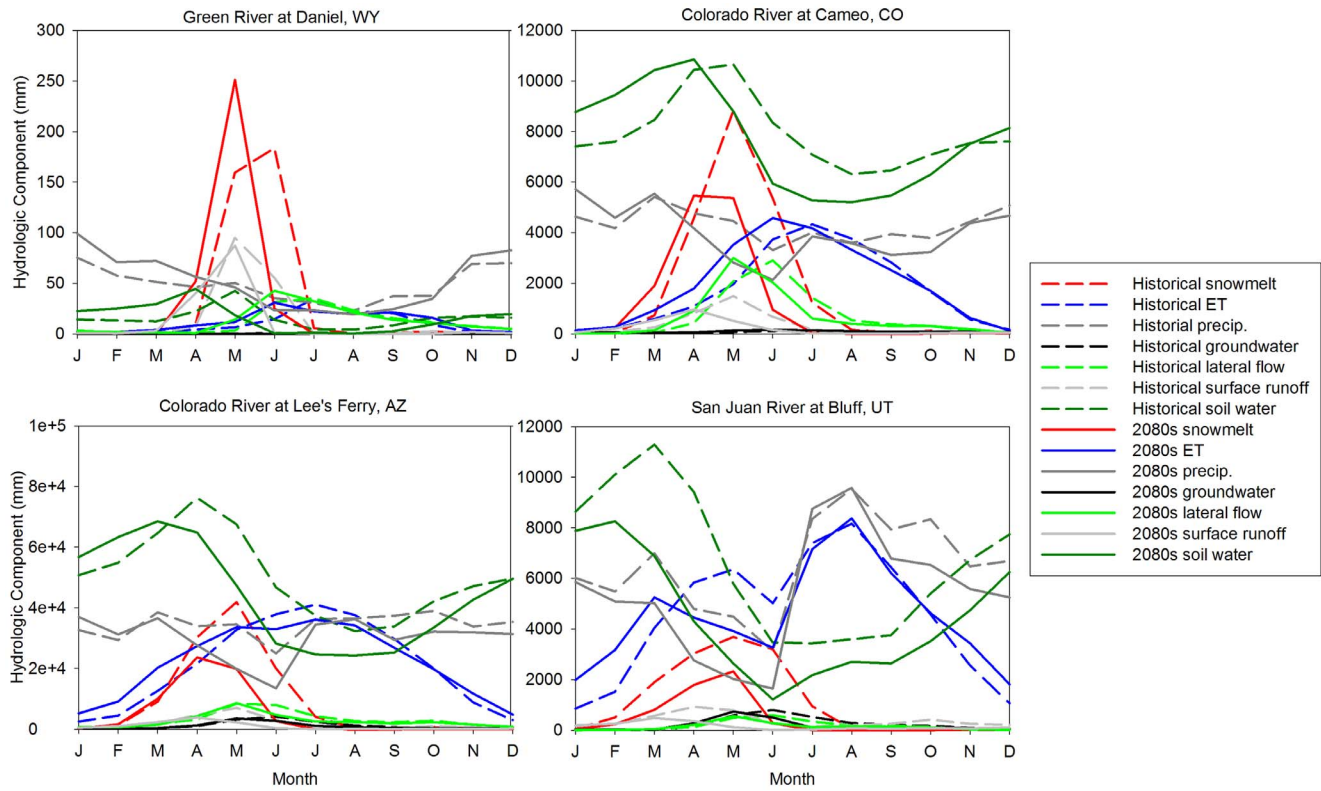 Green River at Daniel, WY
Colorado River at Cameo, CO
Hydrologic Component (mm)
300
250
200
150
100
50
0
J F M A M J J A S O N D
12000
10000
8000
6000
4000
2000
0
J F M A M J J A S O N D
Colorado River at Lee's Ferry, AZ
San Juan River at Bluff, UT
Hydrologic Component (mm)
1e+5
8e+4
6e+4
4e+4
2e+4
0
J F M A M J J A S O N D
Month
12000
10000
8000
6000
4000
2000
0
J F M A M J J A S O N D
Month
Historical snowmelt
Historical ET
Historial precip.
Historical groundwater
Historical lateral flow
Historical surface runoff
Historical soil water
2080s snowmelt
2080s ET
2080s precip.
2080s groundwater
2080s lateral flow
2080s surface runoff
2080s soil water